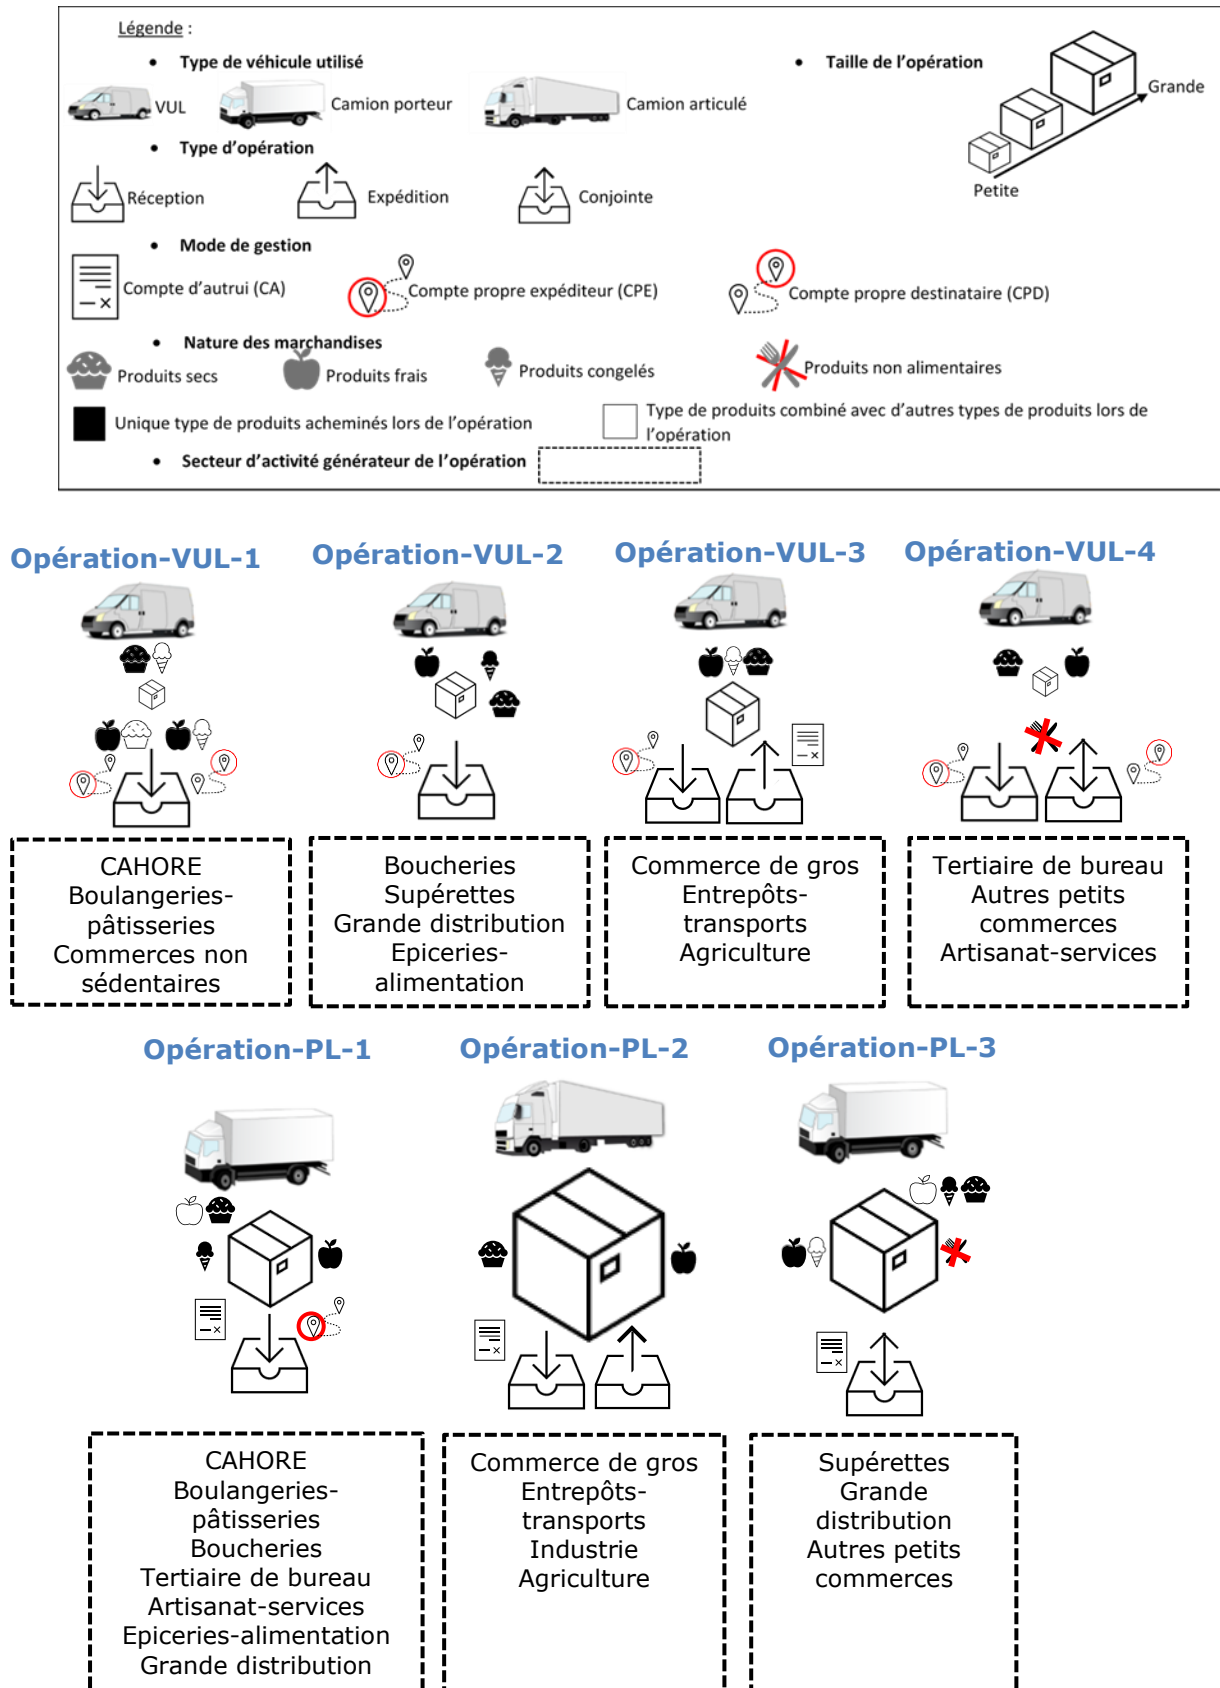 Légende :
• Type de véhicule utilisé
• Taille de l'opération
VUL
Camion porteur
Camion articulé
Grande
Petite
• Type d'opération
Réception
Expédition
Conjointe
• Mode de gestion
Compte d'autrui (CA)
Compte propre expéditeur (CPE)
Compte propre destinataire (CPD)
• Nature des marchandises
Produits secs
Produits frais
Produits congelés
Produits non alimentaires
Unique type de produits acheminés lors de l'opération
Type de produits combiné avec d'autres types de produits lors de
l'opération
• Secteur d'activité générateur de l'opération
Opération-VUL-1
Opération-VUL-2
Opération-VUL-3
Opération-VUL-4
CAHORE
Boulangeries-
pâtisseries
Commerces non
sédentaires
Boucheries
Supérettes
Grande distribution
Epiceries-
alimentation
Commerce de gros
Entrepôts-
transports
Agriculture
Tertiaire de bureau
Autres petits
commerces
Artisanat-services
Opération-PL-1
Opération-PL-2
Opération-PL-3
CAHORE
Boulangeries-
pâtisseries
Boucheries
Tertiaire de bureau
Artisanat-services
Epiceries-alimentation
Grande distribution
Commerce de gros
Entrepôts-
transports
Industrie
Agriculture
Supérettes
Grande
distribution
Autres petits
commerces